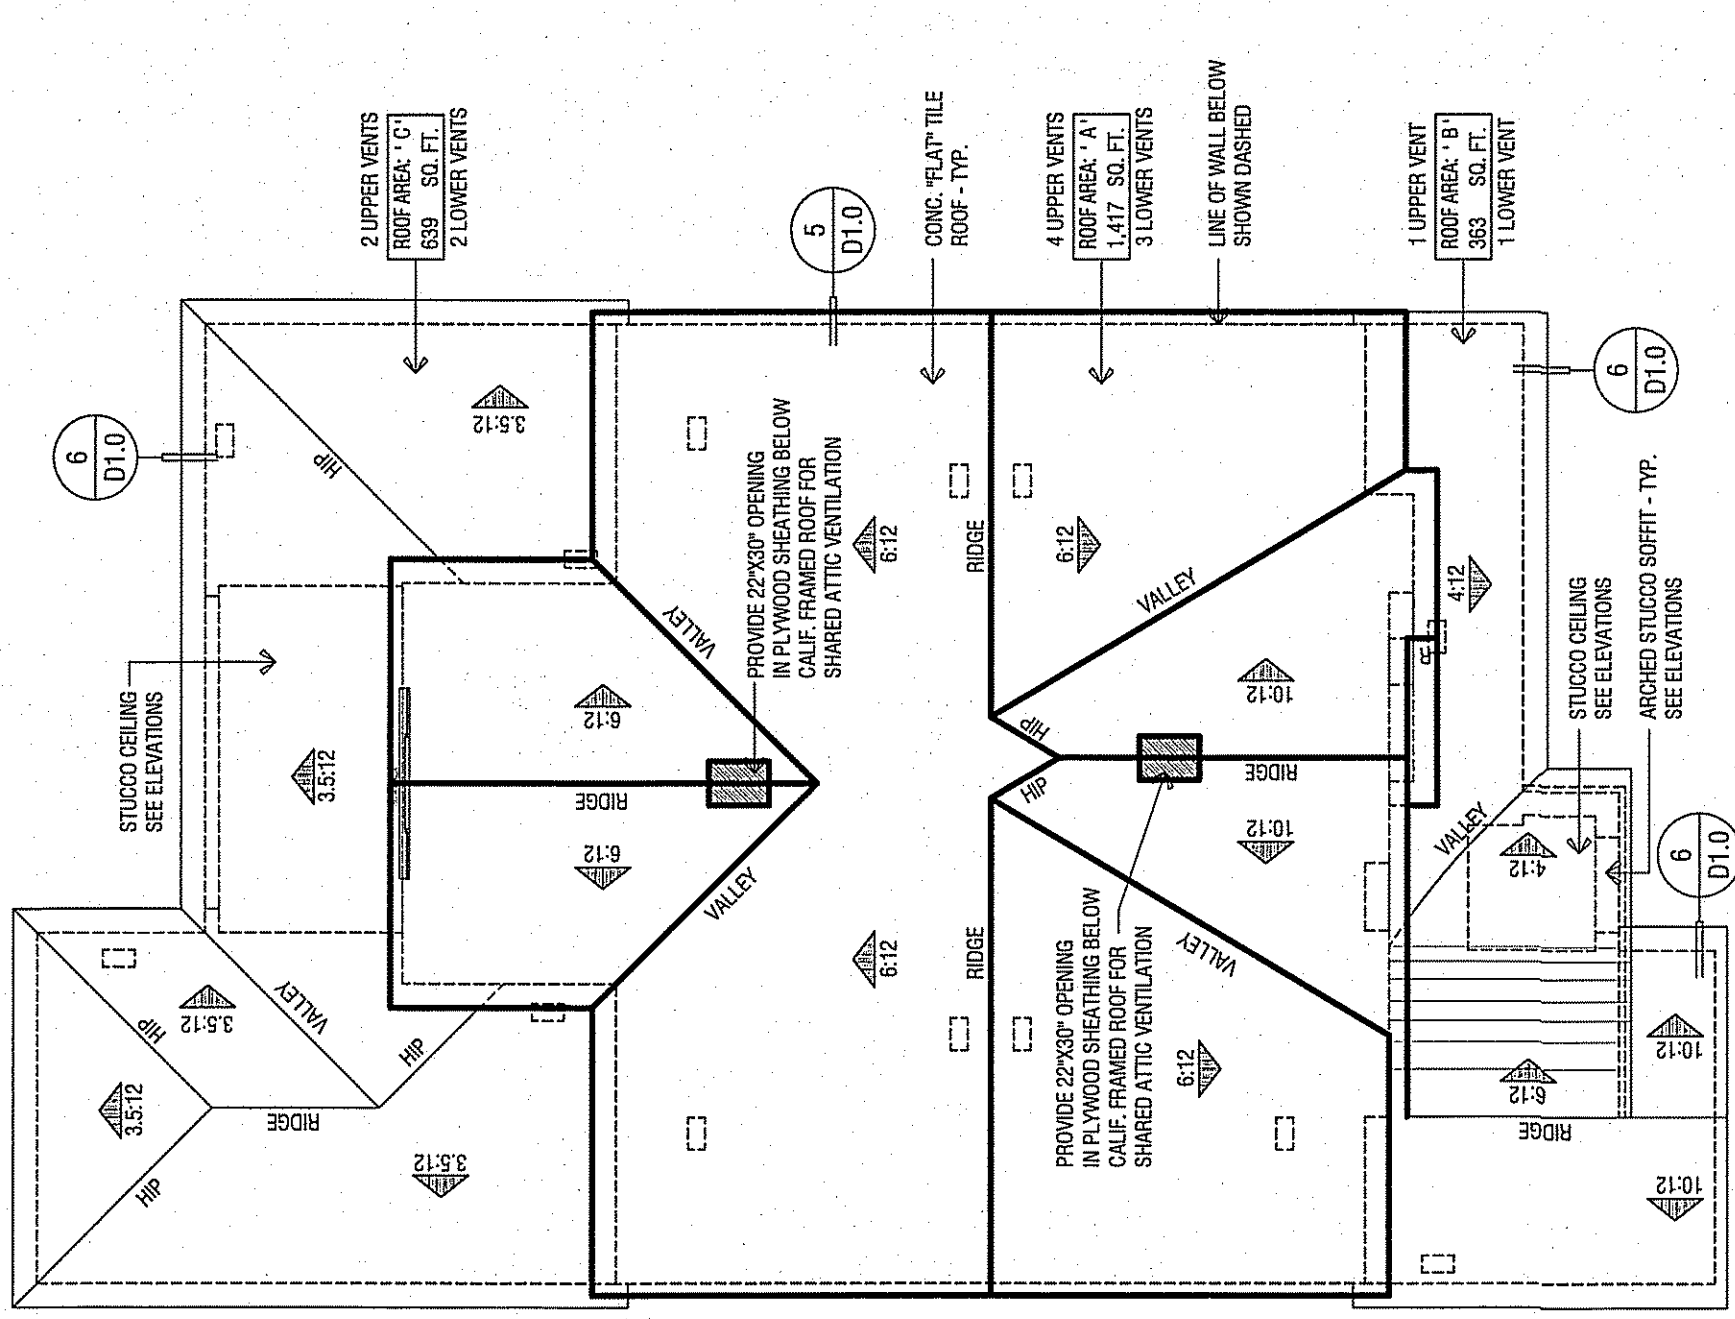 2 UPPER VENTS
ROOF AREA: 'C'
639 SQ. FT.
2 LOWER VENTS
5
D1.0
CONC. "FLAT" TILE
ROOF - TYP.
4 UPPER VENTS
ROOF AREA: 'A'
1,417 SQ. FT.
3 LOWER VENTS
LINE OF WALL BELOW
SHOWN DASHED
1 UPPER VENT
ROOF AREA: 'B'
363 SQ. FT.
1 LOWER VENT
6
D1.0
6
D1.0
HIP
3.5:12
PROVIDE 22"X30" OPENING
IN PLYWOOD SHEATHING BELOW
CALIF. FRAMED ROOF FOR
SHARED ATTIC VENTILATION
6:12
RIDGE
6:12
VALLEY
4:12
STUCCO CEILING
SEE ELEVATIONS
ARCHED STUCCO SOFFIT - TYP.
SEE ELEVATIONS
STUCCO CEILING
SEE ELEVATIONS
3.5:12
6:12
VALLEY
RIDGE
6:12
VALLEY
HIP
HIP
10:12
RIDGE
10:12
VALLEY
4:12
6
D1.0
VALLEY
PROVIDE 22"X30" OPENING
IN PLYWOOD SHEATHING BELOW
CALIF. FRAMED ROOF FOR
SHARED ATTIC VENTILATION
6:12
RIDGE
6:12
HIP
3.5:12
VALLEY
HIP
3.5:12
RIDGE
HIP
3.5:12
6:12
10:12
RIDGE
10:12